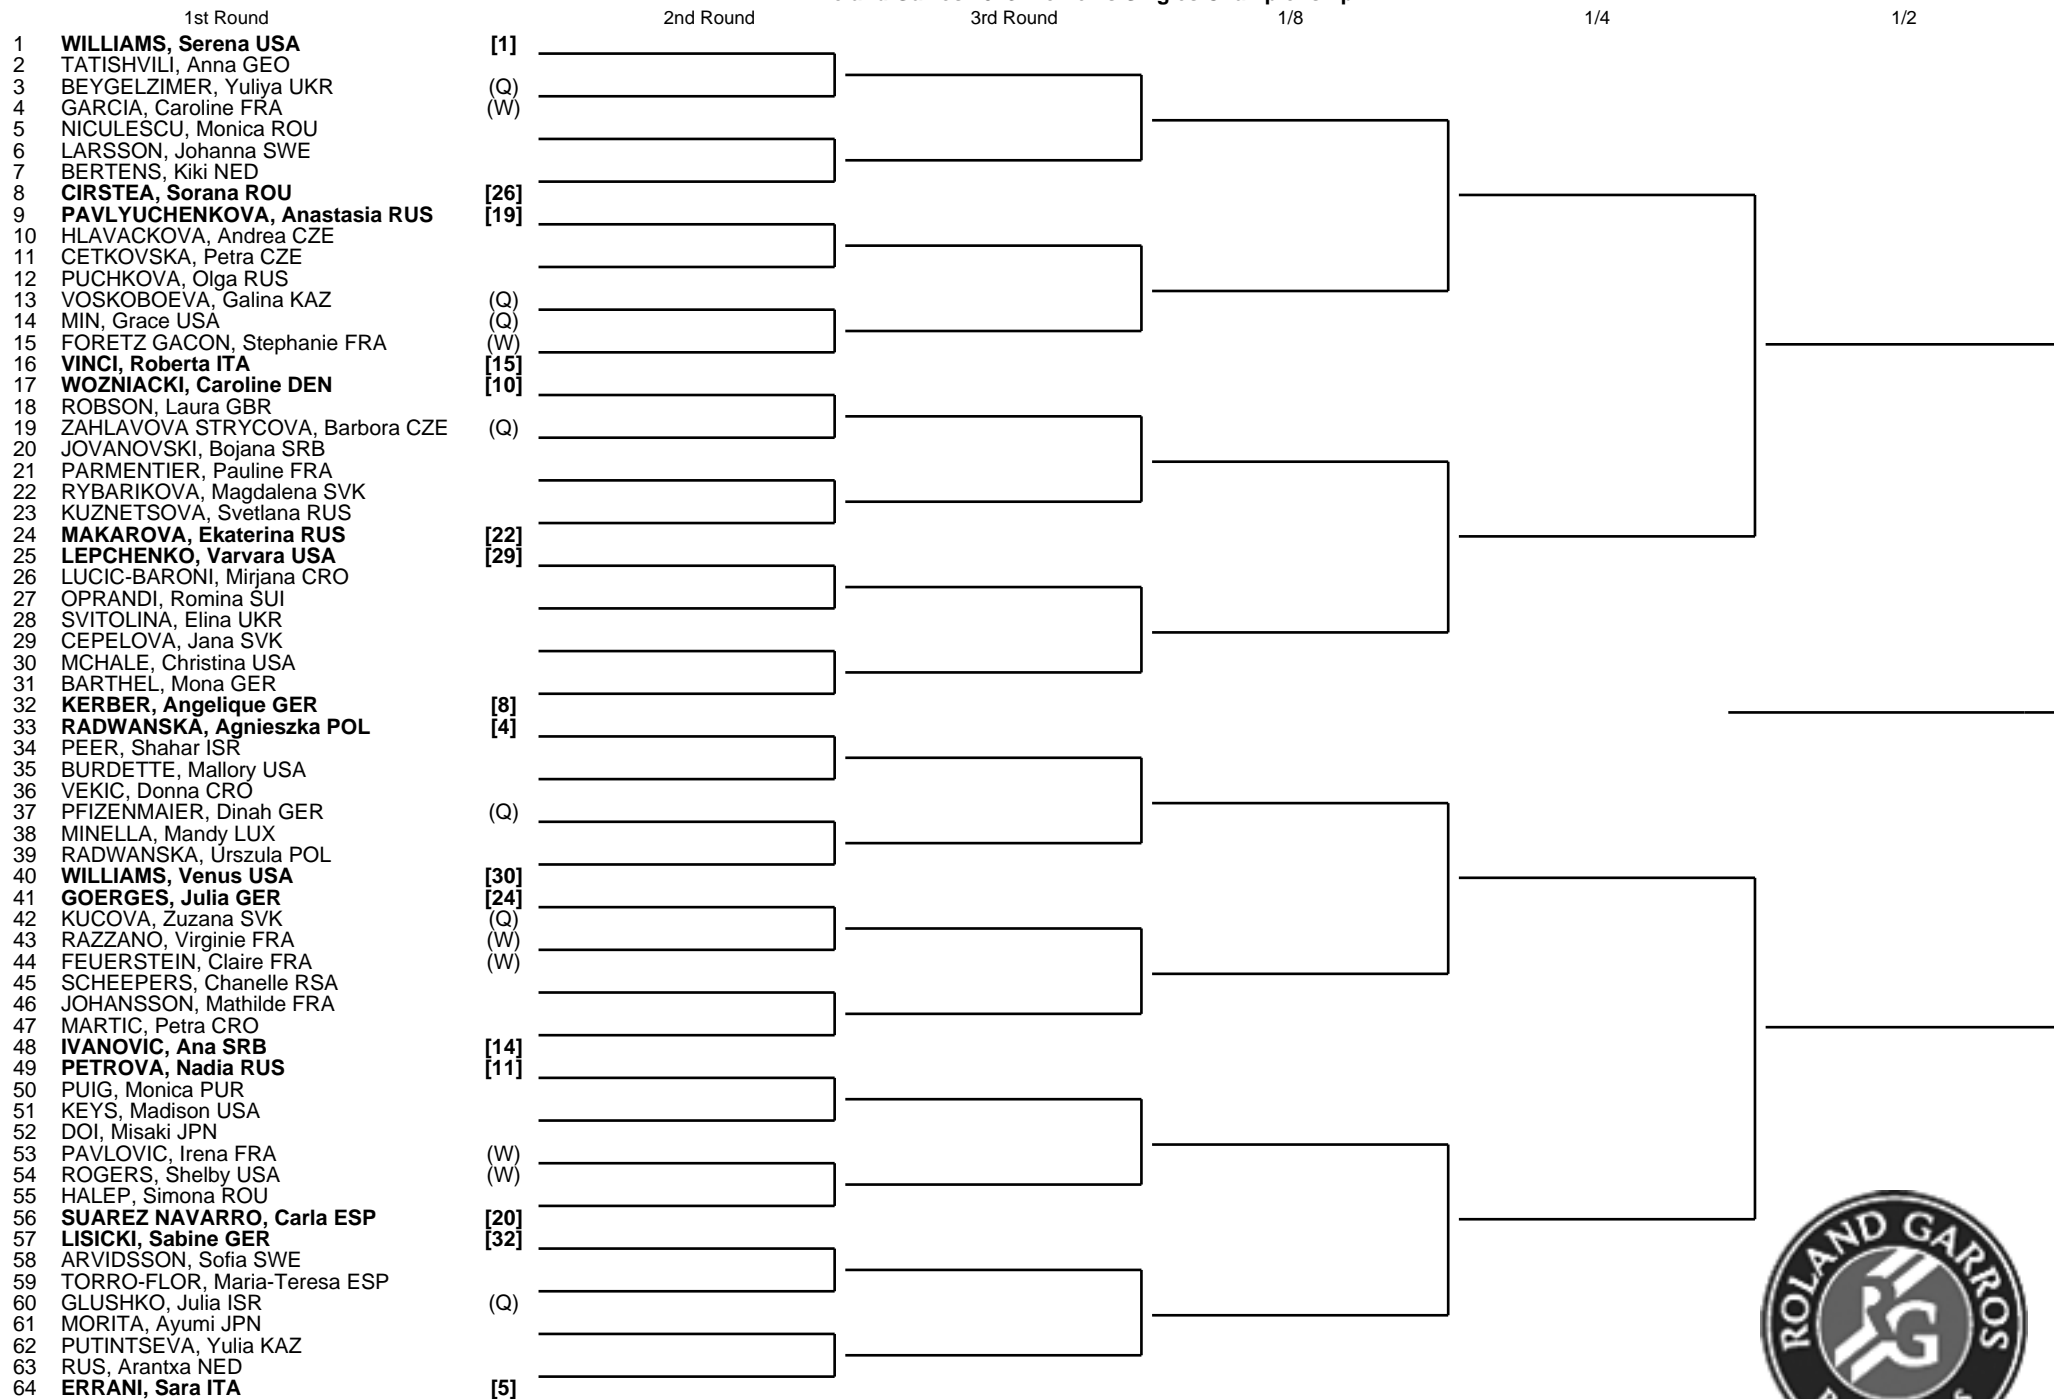 1st Round 2nd Round 3rd Round 1/8 1/4 1/2
1 WILLIAMS, Serena USA [1]
2 TATISHVILI, Anna GEO
3 BEYGELZIMER, Yuliya UKR (Q)
4 GARCIA, Caroline FRA (W)
5 NICULESCU, Monica ROU
6 LARSSON, Johanna SWE
7 BERTENS, Kiki NED
8 CIRSTEA, Sorana ROU [26]
9 PAVLYUCHENKOVA, Anastasia RUS [19]
10 HLAVACKOVA, Andrea CZE
11 CETKOVSKA, Petra CZE
12 PUCHKOVA, Olga RUS
13 VOSKOBOEVA, Galina KAZ (Q)
14 MIN, Grace USA (Q)
15 FORETZ GACON, Stephanie FRA (W)
16 VINCI, Roberta ITA [15]
17 WOZNIACKI, Caroline DEN [10]
18 ROBSON, Laura GBR
19 ZAHLAVOVA STRYCOVA, Barbora CZE (Q)
20 JOVANOVSKI, Bojana SRB
21 PARMENTIER, Pauline FRA
22 RYBARIKOVA, Magdalena SVK
23 KUZNETSOVA, Svetlana RUS
24 MAKAROVA, Ekaterina RUS [22]
25 LEPCHENKO, Varvara USA [29]
26 LUCIC-BARONI, Mirjana CRO
27 OPRANDI, Romina SUI
28 SVITOLINA, Elina UKR
29 CEPELOVA, Jana SVK
30 MCHALE, Christina USA
31 BARTHEL, Mona GER
32 KERBER, Angelique GER [8]
33 RADWANSKA, Agnieszka POL [4]
34 PEER, Shahar ISR
35 BURDETTE, Mallory USA
36 VEKIC, Donna CRO
37 PFIZENMAIER, Dinah GER (Q)
38 MINELLA, Mandy LUX
39 RADWANSKA, Urszula POL
40 WILLIAMS, Venus USA [30]
41 GOERGES, Julia GER [24]
42 KUCOVA, Zuzana SVK (Q)
43 RAZZANO, Virginie FRA (W)
44 FEUERSTEIN, Claire FRA (W)
45 SCHEEPERS, Chanelle RSA
46 JOHANSSON, Mathilde FRA
47 MARTIC, Petra CRO
48 IVANOVIC, Ana SRB [14]
49 PETROVA, Nadia RUS [11]
50 PUIG, Monica PUR
51 KEYS, Madison USA
52 DOI, Misaki JPN
53 PAVLOVIC, Irena FRA (W)
54 ROGERS, Shelby USA (W)
55 HALEP, Simona ROU
56 SUAREZ NAVARRO, Carla ESP [20]
57 LISICKI, Sabine GER [32]
58 ARVIDSSON, Sofia SWE
59 TORRO-FLOR, Maria-Teresa ESP
60 GLUSHKO, Julia ISR (Q)
61 MORITA, Ayumi JPN
62 PUTINTSEVA, Yulia KAZ
63 RUS, Arantxa NED
64 ERRANI, Sara ITA [5]
ROLAND GARROS
RG